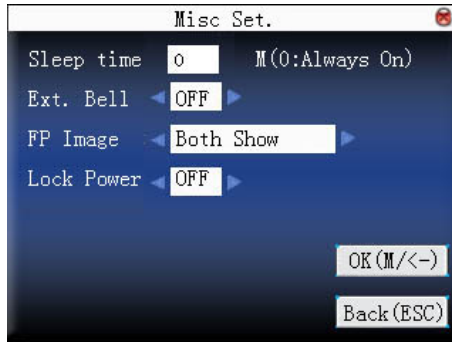 Misc Set.
Sleep time 0 M(0:Always On)
Ext. Bell OFF
FP Image Both Show
Lock Power OFF
OK(M/<-)
Back(ESC)